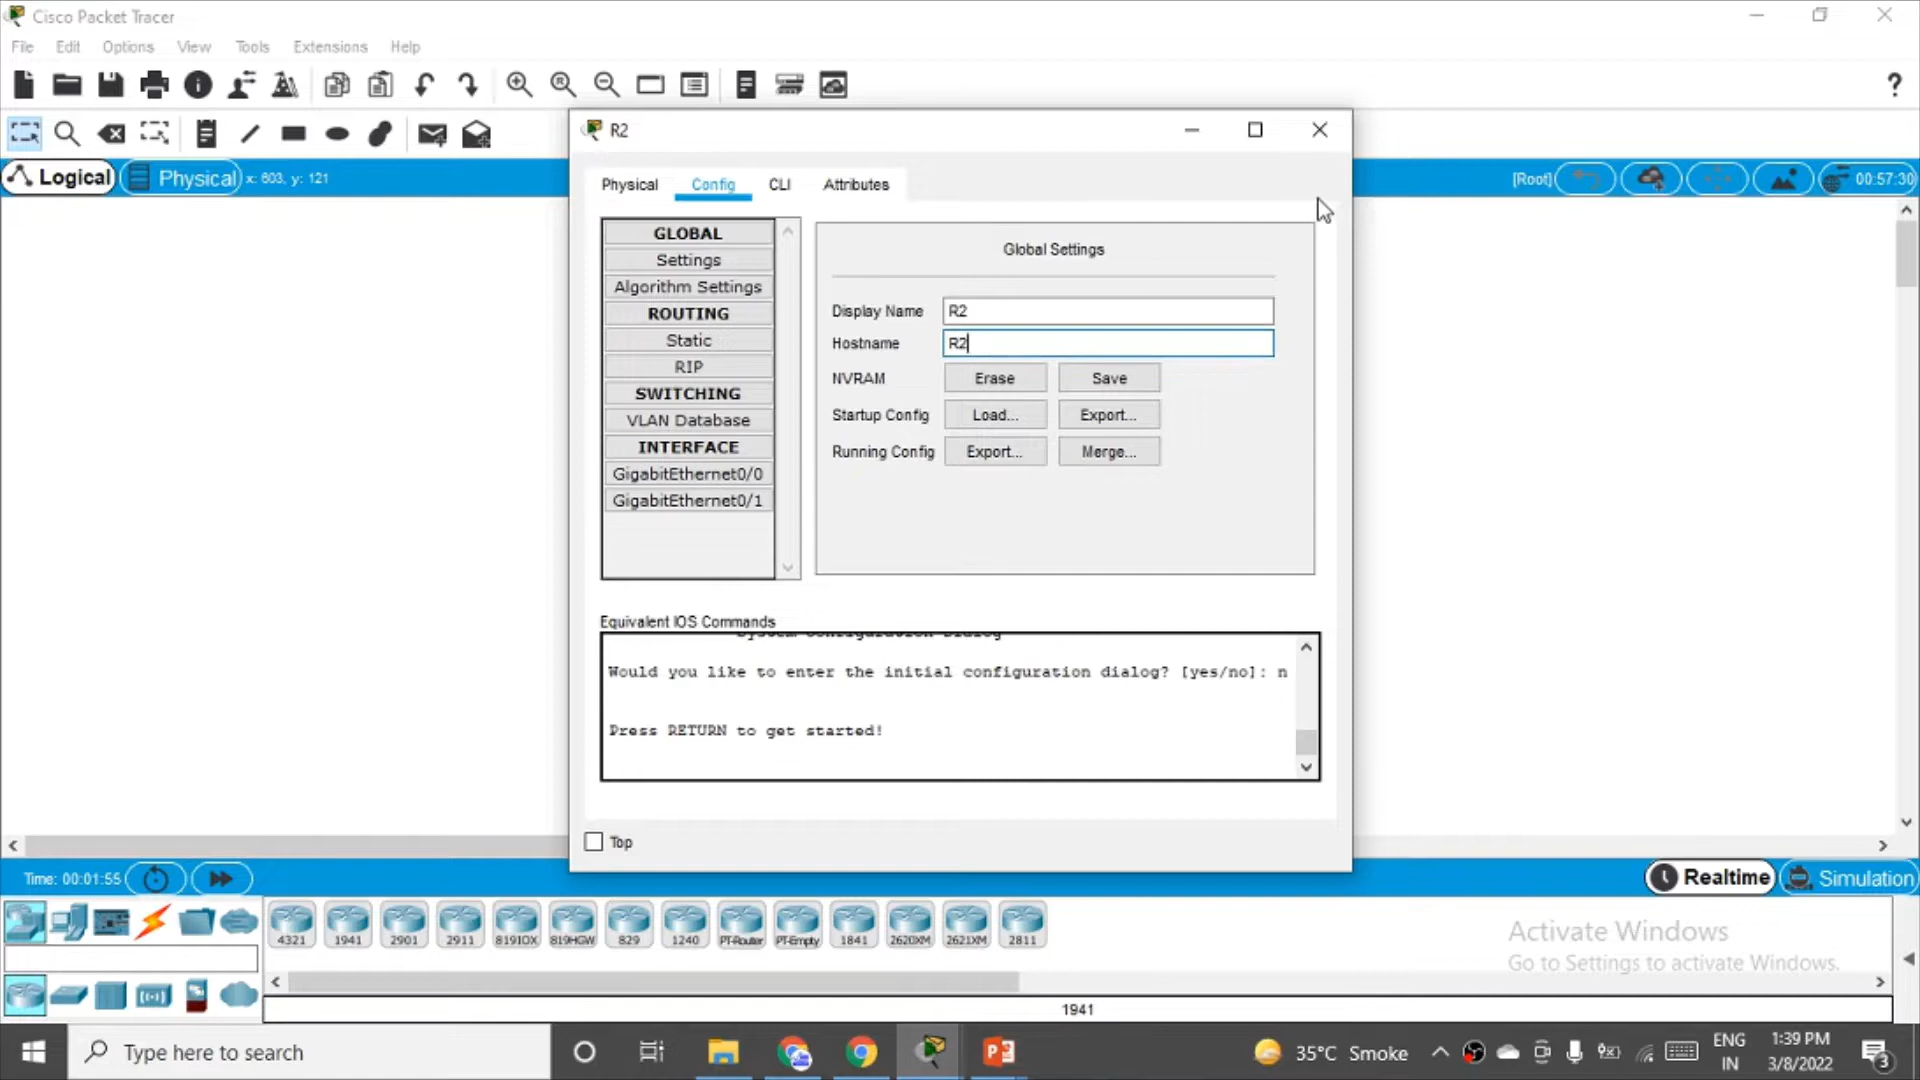 Cisco Packet Tracer
File Edit Options View Tools Extensions Help
?
R2
Logical Physical x: 603, y: 121
[Root] 00:57:30
Physical Config CLI Attributes
GLOBAL
Settings
Algorithm Settings
ROUTING
Static
RIP
SWITCHING
VLAN Database
INTERFACE
GigabitEthernet0/0
GigabitEthernet0/1
Global Settings
Display Name R2
Hostname R2
NVRAM Erase Save
Startup Config Load... Export...
Running Config Export... Merge...
Equivalent IOS Commands
System Configuration Dialog
Would you like to enter the initial configuration dialog? [yes/no]: n
Press RETURN to get started!
Top
Time: 00:01:55
Realtime Simulation
4321 1941 2901 2911 819IOX 819HGW 829 1240 PT-Router PT-Empty 1841 2620XM 2621XM 2811
1941
Activate Windows
Go to Settings to activate Windows.
Type here to search
35°C Smoke
ENG
IN
1:39 PM
3/8/2022
3